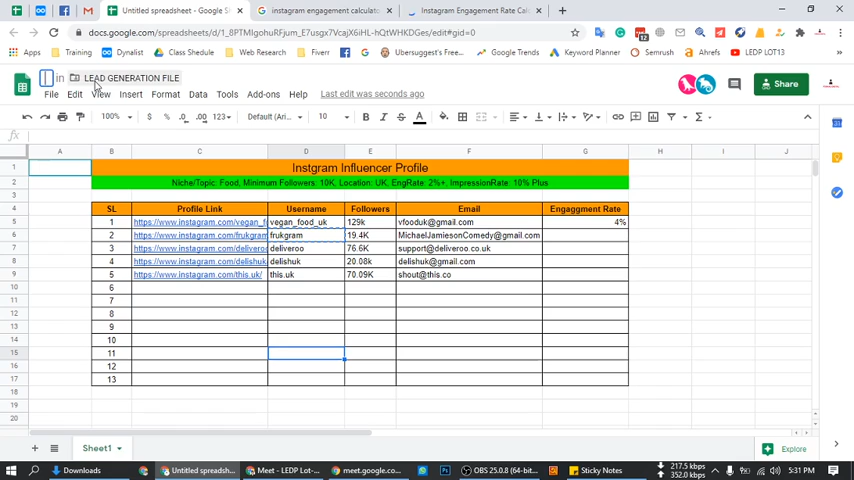 Untitled spreadsheet - Google S
instagram engagement calculato
Instagram Engagement Rate Calc
docs.google.com/spreadsheets/d/1_8PTMIgohuRFjum_E7usgx7VcajX6iHL-hQtWHKDGes/edit#gid=0
Apps
Training
Dynalist
Class Shedule
Web Research
Fiverr
Ubersuggest's Free...
Google Trends
Keyword Planner
Semrush
Ahrefs
LEDP LOT13
in LEAD GENERATION FILE
File Edit View Insert Format Data Tools Add-ons Help Last edit was seconds ago
Share
100% $ % .0 .00 123 Default (Ari... 10 B I S A
fx
A B C D E F G H I J
1 Instgram Influencer Profile
2 Niche/Topic: Food, Minimum Followers: 10K, Location: UK, EngRate: 2%+, ImpressionRate: 10% Plus
3
4 SL Profile Link Username Followers Email Engaggment Rate
5 1 https://www.instagram.com/vegan_f vegan_food_uk 129k vfooduk@gmail.com 4%
6 2 https://www.instagram.com/frukgram frukgram 19.4K MichaelJamiesonComedy@gmail.com
7 3 https://www.instagram.com/deliveroo deliveroo 76.6K support@deliveroo.co.uk
8 4 https://www.instagram.com/delishuk delishuk 20.08k delishuk@gmail.com
9 5 https://www.instagram.com/this.uk/ this.uk 70.09K shout@this.co
10 6
11 7
12 8
13 9
14 10
15 11
16 12
17 13
18
19
20
Sheet1
Explore
Downloads
Untitled spreadsh...
Meet - LEDP Lot-...
meet.google.co...
OBS 25.0.8 (64-bit...
Sticky Notes
217.5 kbps
352.0 kbps
5:31 PM